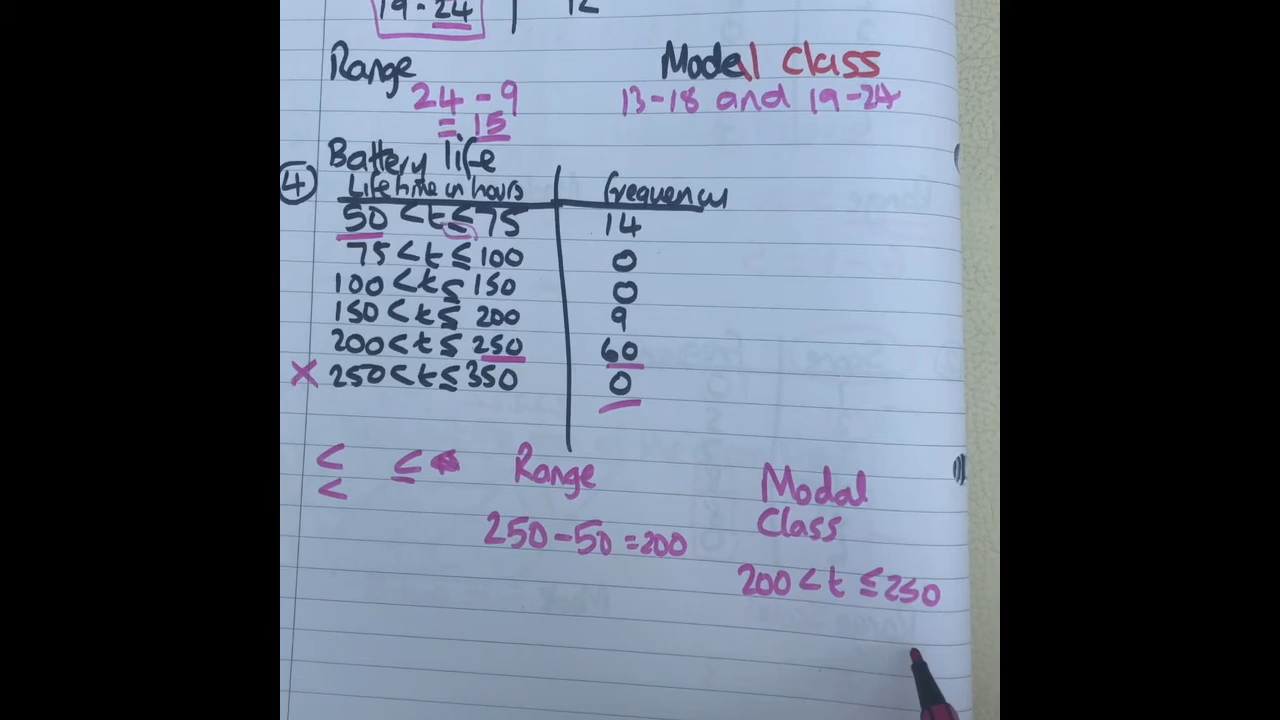 19 - 24 | 12
Range
Modal Class
24 - 9
= 15
13-18 and 19-24
Battery life
④ Lifetime in hours frequency
50 < t ≤ 75 14
75 < t ≤ 100 0
100 < t ≤ 150 0
150 < t ≤ 200 9
200 < t ≤ 250 60
× 250 < t ≤ 350 0
< ≤ Range
<
Modal
Class
250 - 50 = 200
200 < t ≤ 250